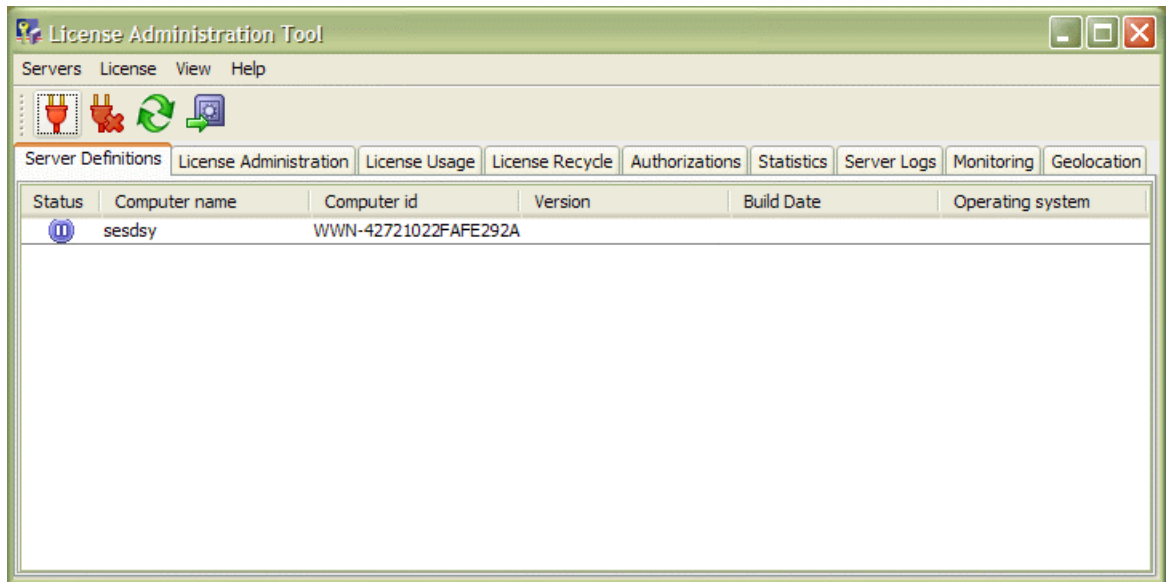 License Administration Tool
Servers License View Help
Server Definitions License Administration License Usage License Recycle Authorizations Statistics Server Logs Monitoring Geolocation
Status Computer name Computer id Version Build Date Operating system
sesdsy WWN-42721022FAFE292A